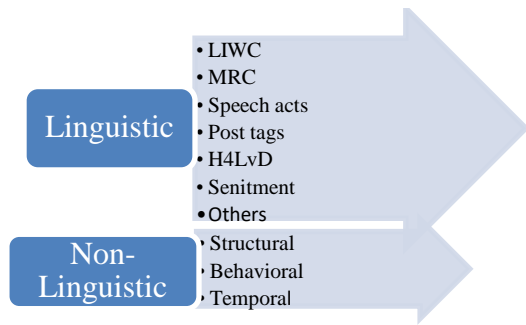 Linguistic
• LIWC
• MRC
• Speech acts
• Post tags
• H4LvD
• Senitment
• Others
Non-
Linguistic
• Structural
• Behavioral
• Temporal